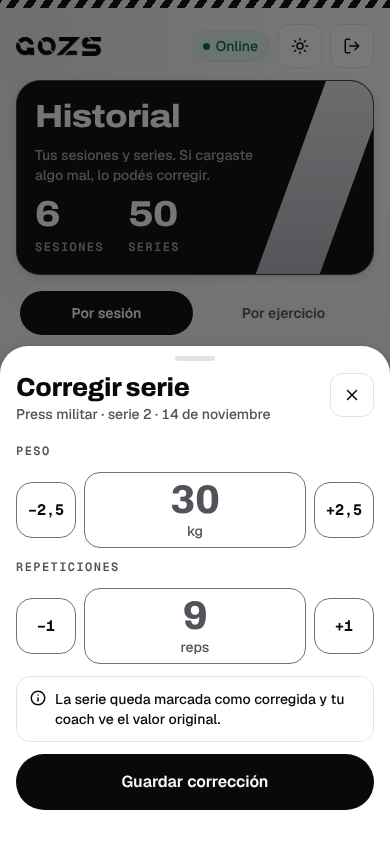 GOZS
Online
Historial
Tus sesiones y series. Si cargaste
algo mal, lo podés corregir.
6
50
SESIONES
SERIES
Por sesión
Por ejercicio
Corregir serie
Press militar · serie 2 · 14 de noviembre
PESO
−2,5
30
kg
+2,5
REPETICIONES
−1
9
reps
+1
La serie queda marcada como corregida y tu
coach ve el valor original.
Guardar corrección